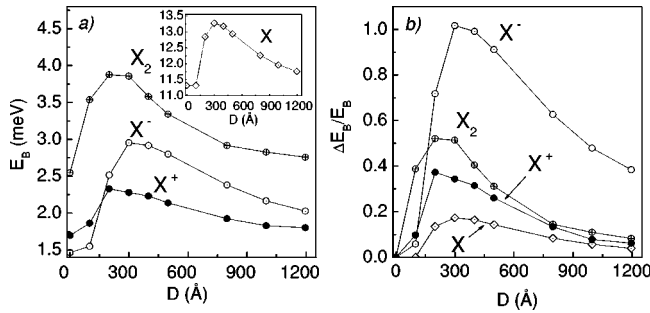 a)
E_B (meV)
4.5
4.0
3.5
3.0
2.5
2.0
1.5
0 300 600 900 1200
D (Å)
X_2
X^-
X^+
13.5
13.0
12.5
12.0
11.5
11.0
0 300 600 900 1200
D (Å)
X
b)
ΔE_B/E_B
1.0
0.8
0.6
0.4
0.2
0.0
0 300 600 900 1200
D (Å)
X^-
X_2
X^+
X